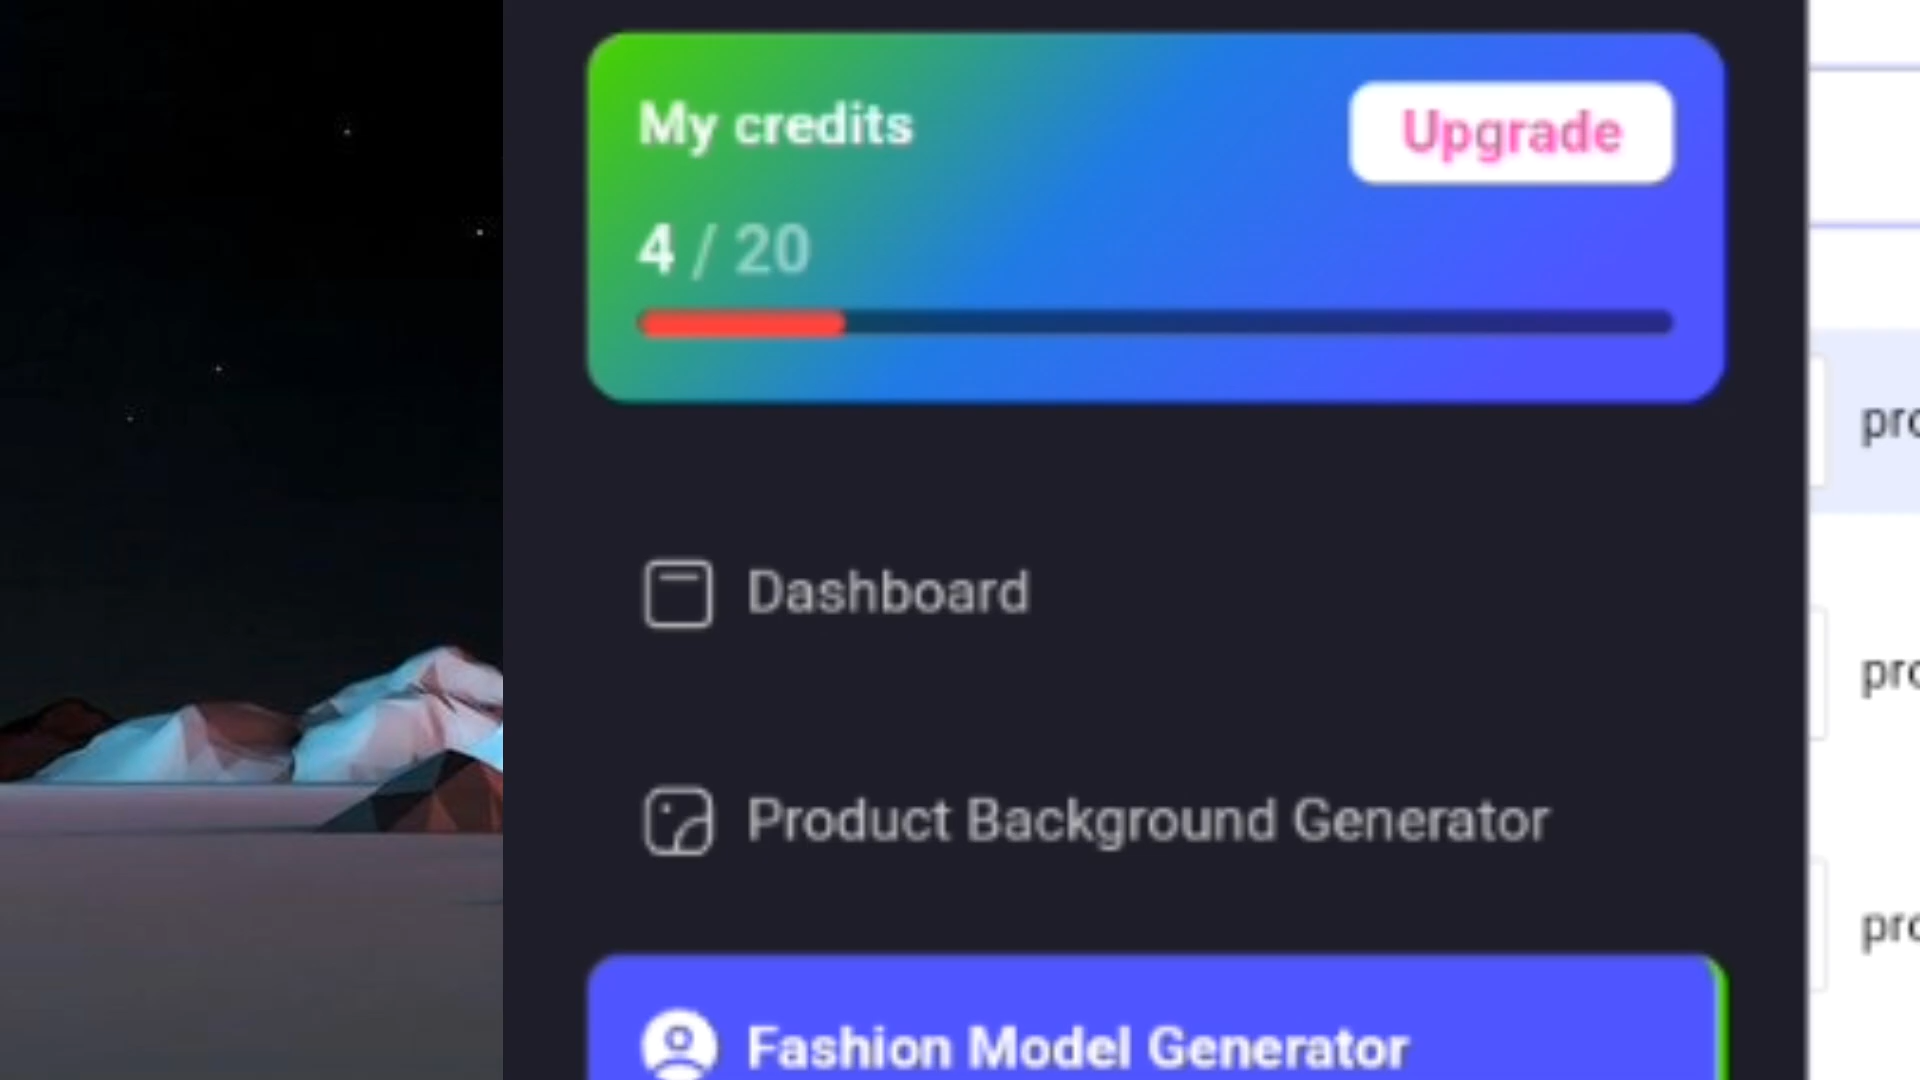 My credits
Upgrade
4 / 20
Dashboard
Product Background Generator
Fashion Model Generator